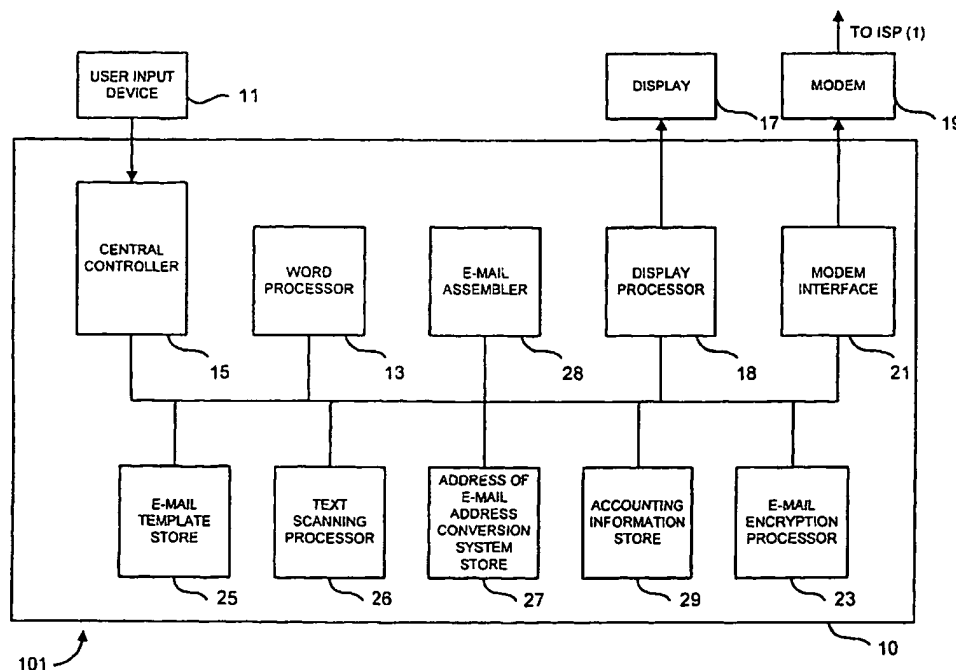 TO ISP (1)
USER INPUT
DEVICE
11
DISPLAY
17
MODEM
19
CENTRAL
CONTROLLER
15
WORD
PROCESSOR
13
E-MAIL
ASSEMBLER
28
DISPLAY
PROCESSOR
18
MODEM
INTERFACE
21
E-MAIL
TEMPLATE
STORE
25
TEXT
SCANNING
PROCESSOR
26
ADDRESS OF
E-MAIL
ADDRESS
CONVERSION
SYSTEM
STORE
27
ACCOUNTING
INFORMATION
STORE
29
E-MAIL
ENCRYPTION
PROCESSOR
23
101
10